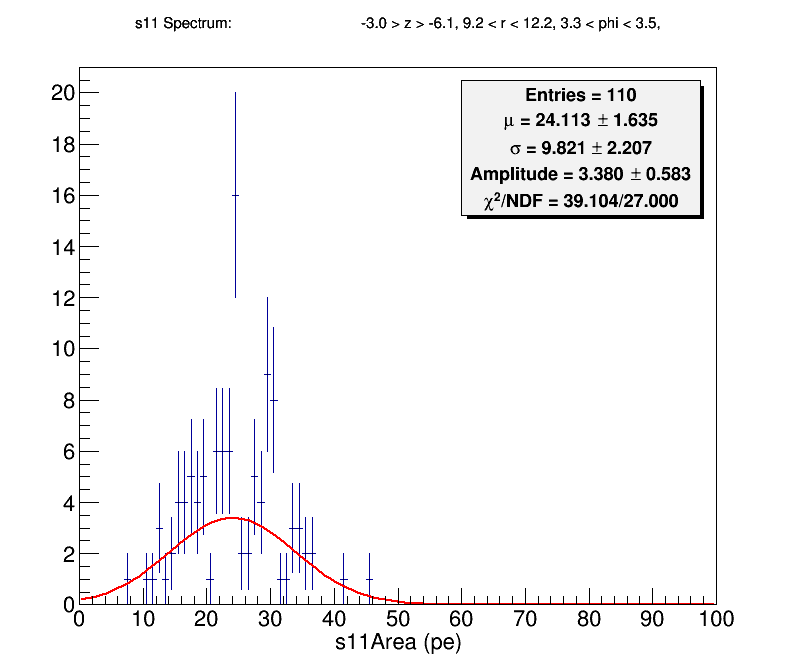 s11 Spectrum: -3.0 > z > -6.1, 9.2 < r < 12.2, 3.3 < phi < 3.5,
Entries = 110
μ = 24.113 ± 1.635
σ = 9.821 ± 2.207
Amplitude = 3.380 ± 0.583
χ²/NDF = 39.104/27.000
20
18
16
14
12
10
8
6
4
2
0
0 10 20 30 40 50 60 70 80 90 100
s11Area (pe)